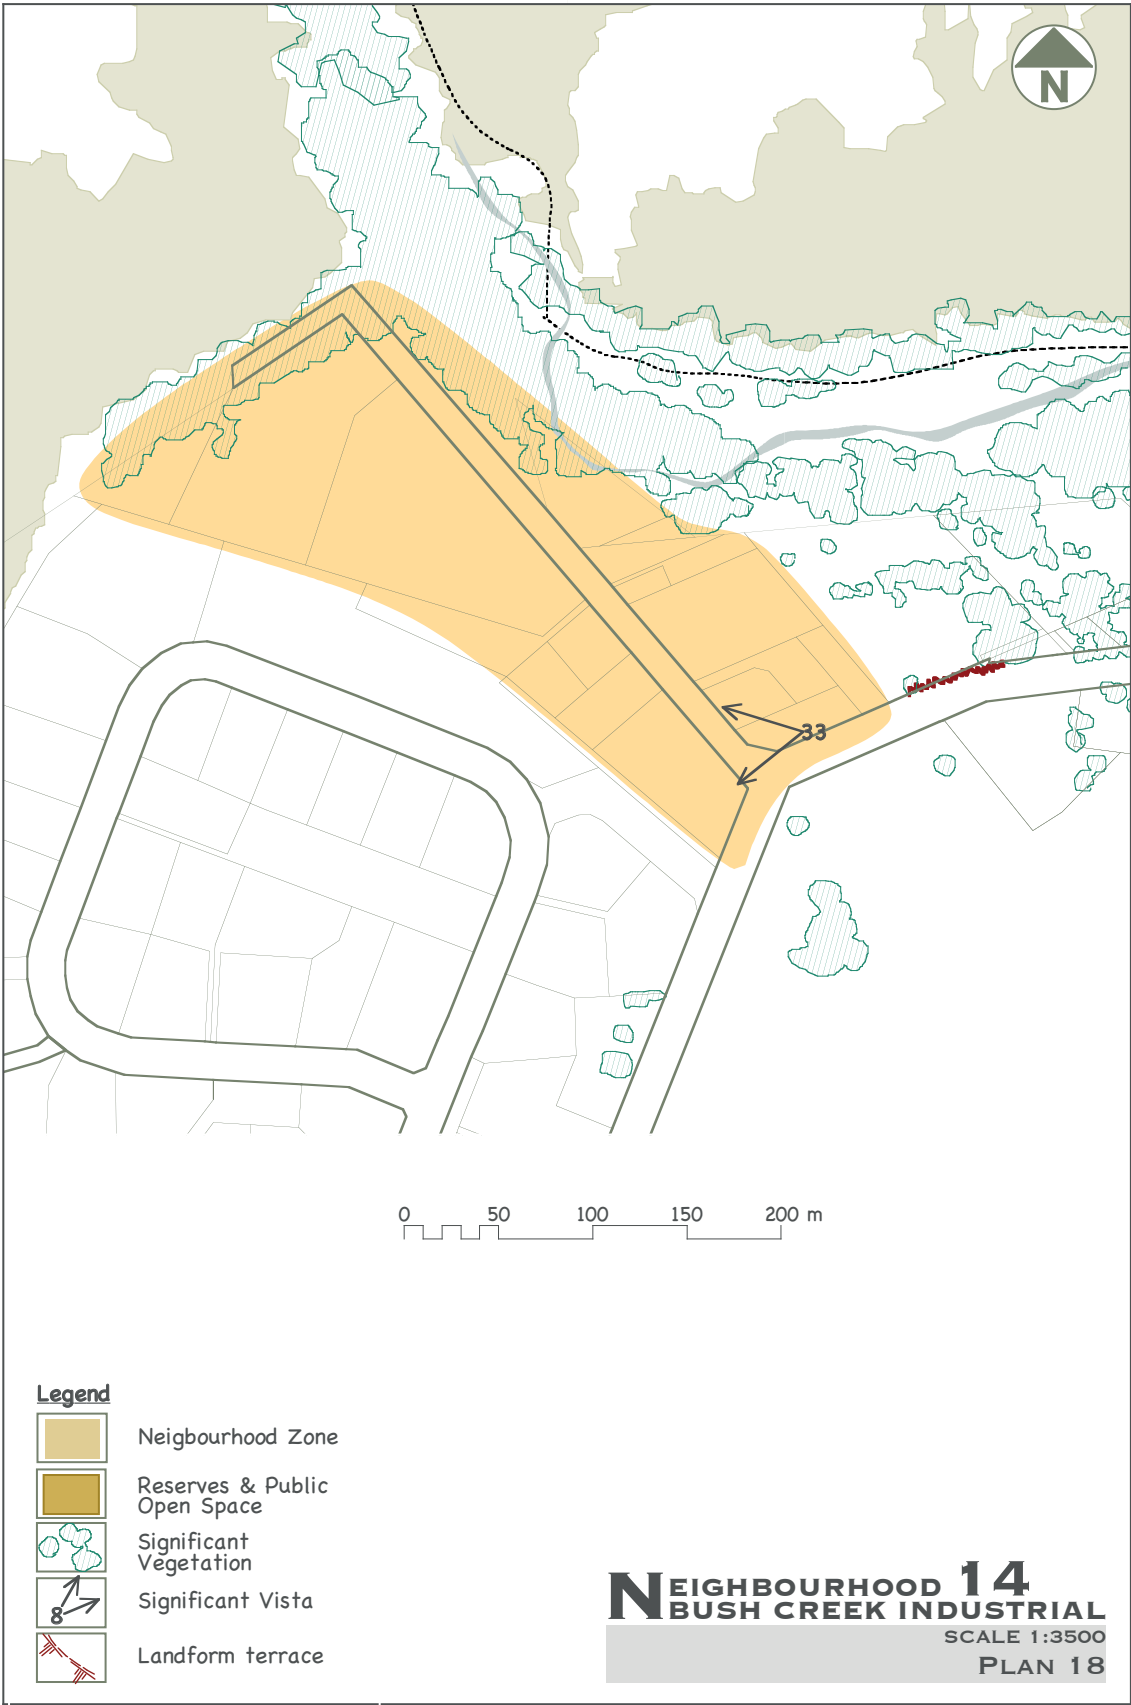 N
33
0 50 100 150 200 m
Legend
Neigbourhood Zone
Reserves & Public
Open Space
Significant
Vegetation
8
Significant Vista
Landform terrace
NEIGHBOURHOOD 14
BUSH CREEK INDUSTRIAL
SCALE 1:3500
PLAN 18